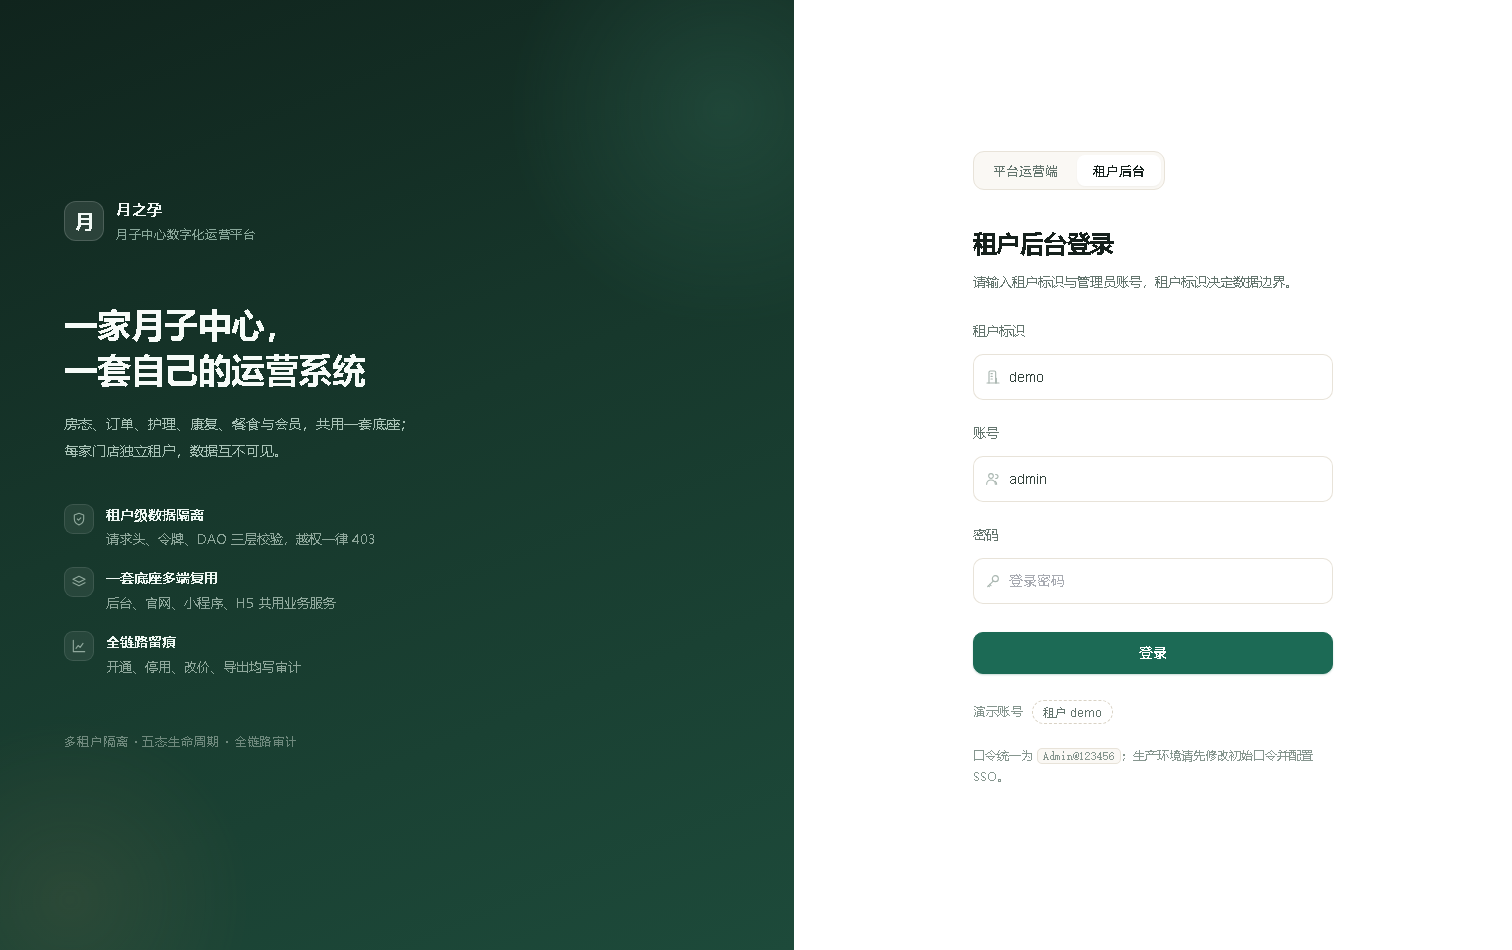 月
月之孕
月子中心数字化运营平台
一家月子中心，
一套自己的运营系统
房态、订单、护理、康复、餐食与会员，共用一套底座；
每家门店独立租户，数据互不可见。
租户级数据隔离
请求头、令牌、DAO 三层校验，越权一律 403
一套底座多端复用
后台、官网、小程序、H5 共用业务服务
全链路留痕
开通、停用、改价、导出均写审计
多租户隔离 · 五态生命周期 · 全链路审计
平台运营端 租户后台
租户后台登录
请输入租户标识与管理员账号，租户标识决定数据边界。
租户标识
demo
账号
admin
密码
登录密码
登录
演示账号 租户 demo
口令统一为 Admin@123456；生产环境请先修改初始口令并配置
SSO。